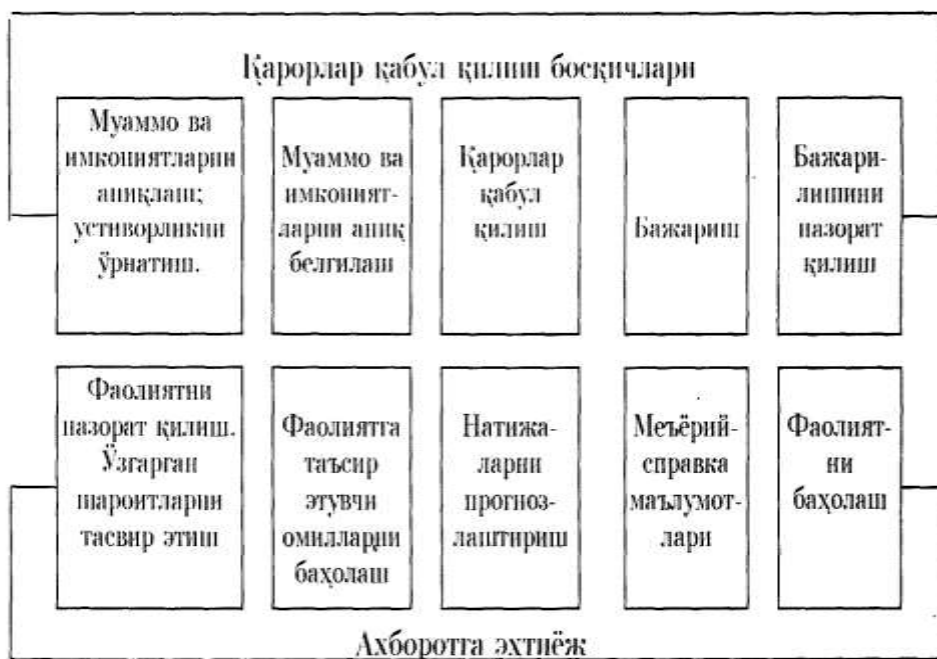 Қарорлар қабул қилиш босқичлари
Муаммо ва
имкониятларни
аниқлаш;
устиворликни
ўрнатиш.
Муаммо ва
имконият-
ларни аниқ
белгилаш
Қарорлар
қабул
қилиш
Бажариш
Бажари-
лишини
назорат
қилиш
Фаолиятни
назорат қилиш.
Ўзгарган
шароитларни
тасвир этиш
Фаолиятга
таъсир
этувчи
омилларни
баҳолаш
Натижа-
ларни
прогноз-
лаштириш
Меъёрий-
справка
маълумот-
лари
Фаолият-
ни
баҳолаш
Ахборотга эҳтиёж